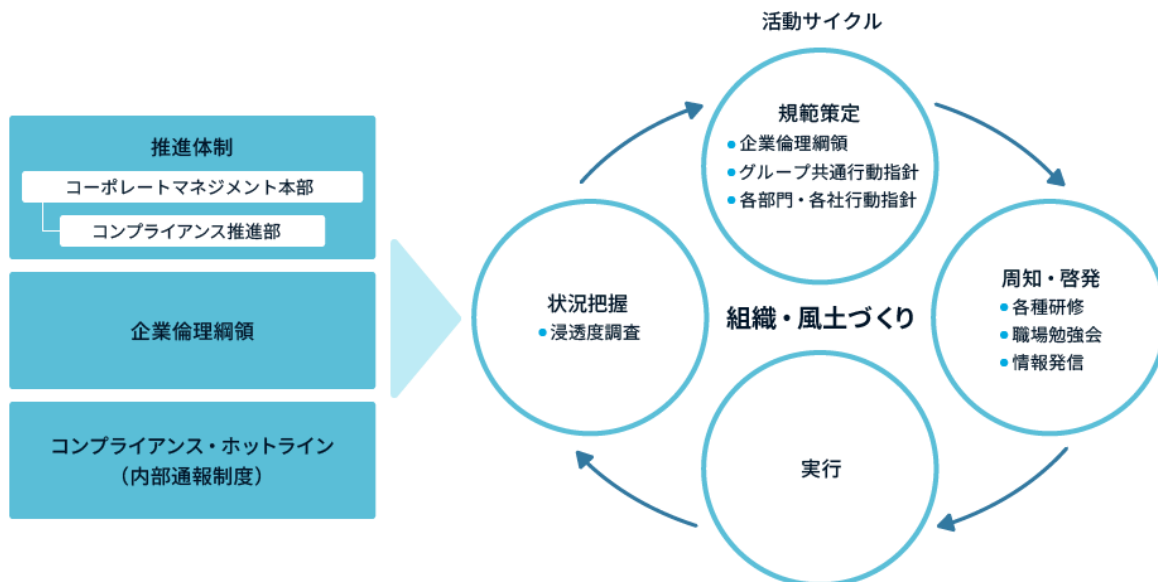 推進体制
コーポレートマネジメント本部
コンプライアンス推進部
企業倫理綱領
コンプライアンス・ホットライン
（内部通報制度）
活動サイクル
規範策定
●企業倫理綱領
●グループ共通行動指針
●各部門・各社行動指針
周知・啓発
●各種研修
●職場勉強会
●情報発信
実行
状況把握
●浸透度調査
組織・風土づくり